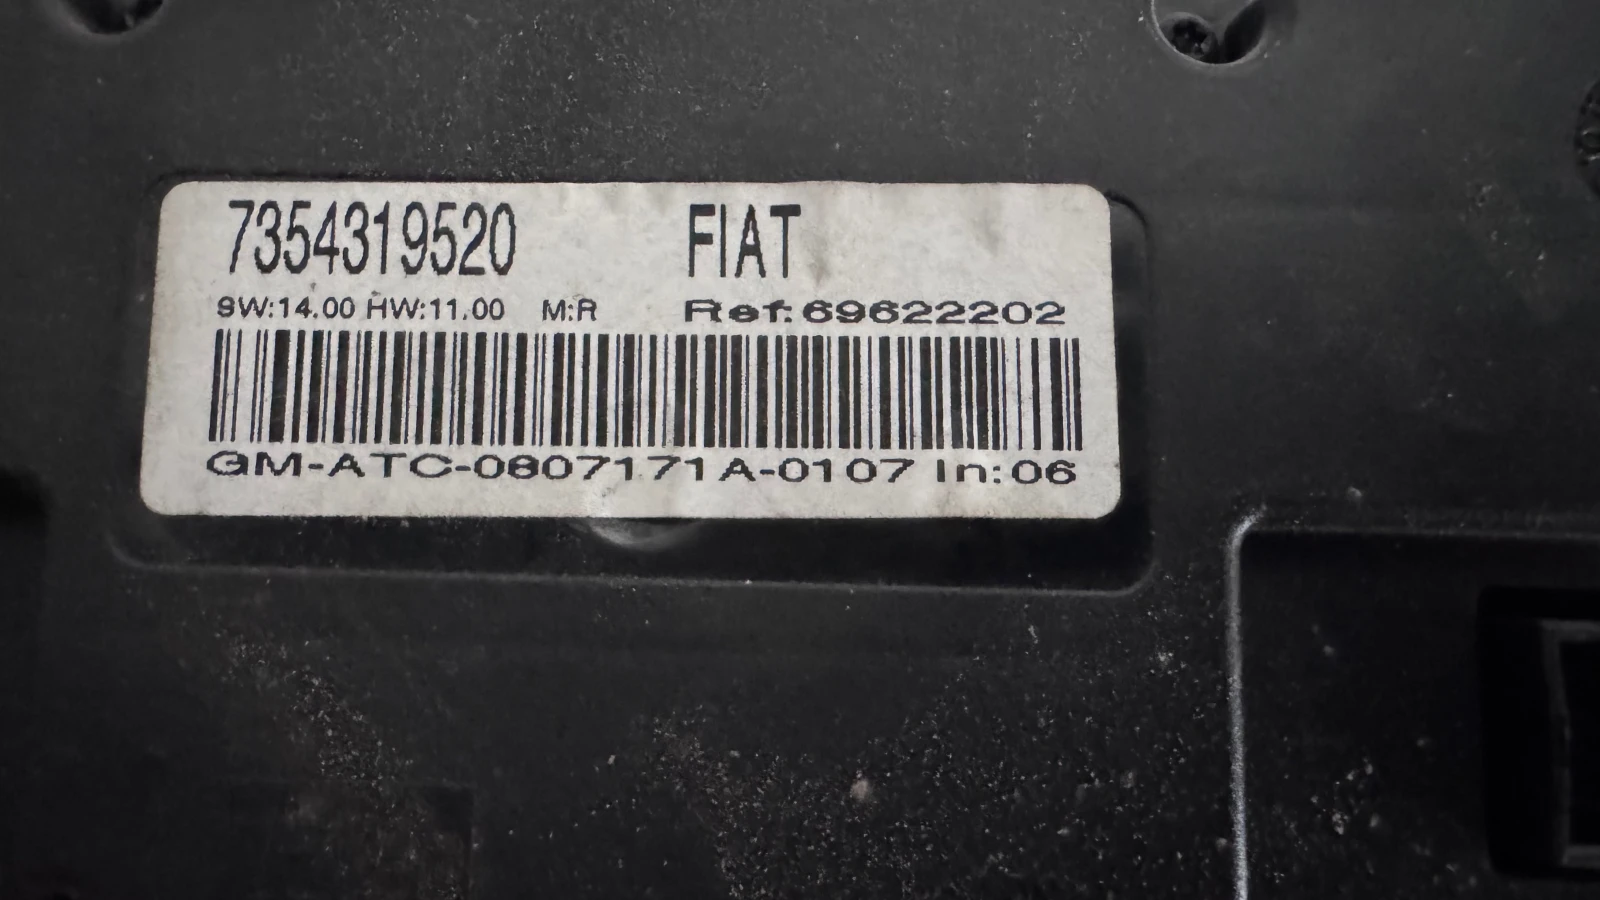 7354319520 FIAT
SW:14.00 HW:11.00 M:R Ref:69622202
GM-ATC-0807171A-0107 In:06